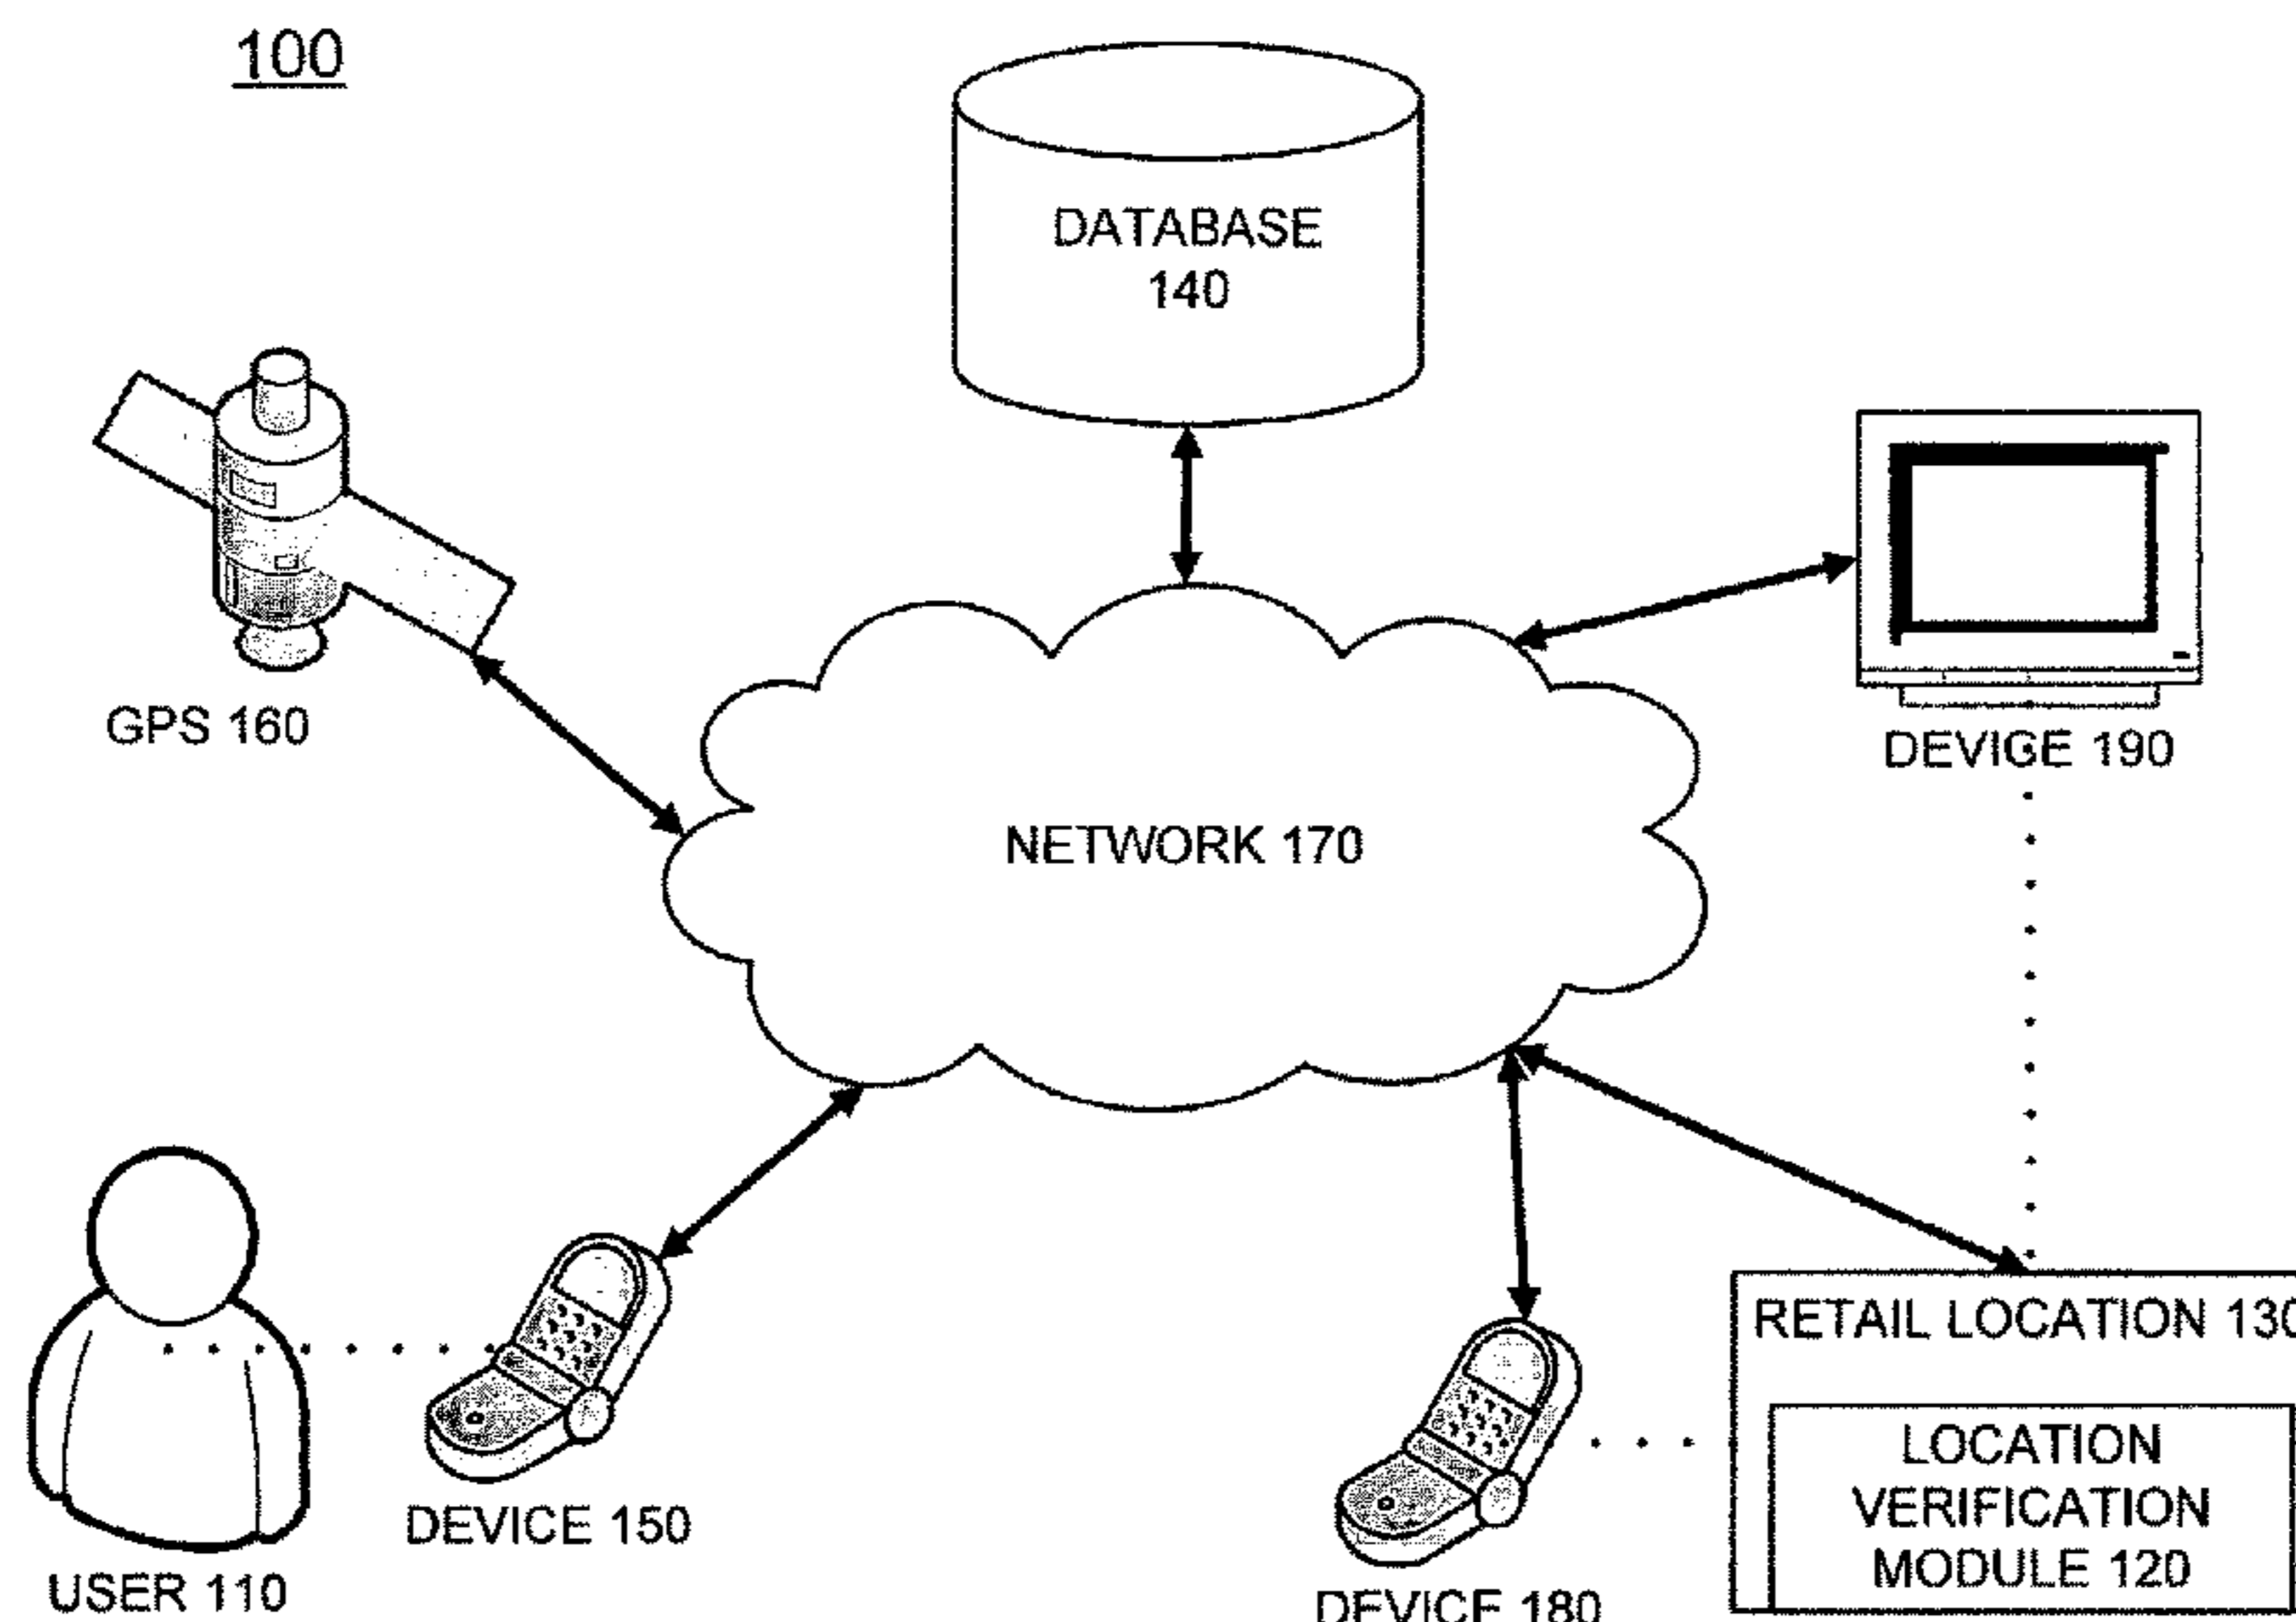 100
DATABASE
140
GPS 160
DEVICE 190
NETWORK 170
RETAIL LOCATION 130
LOCATION
VERIFICATION
MODULE 120
DEVICE 150
USER 110
DEVICE 180